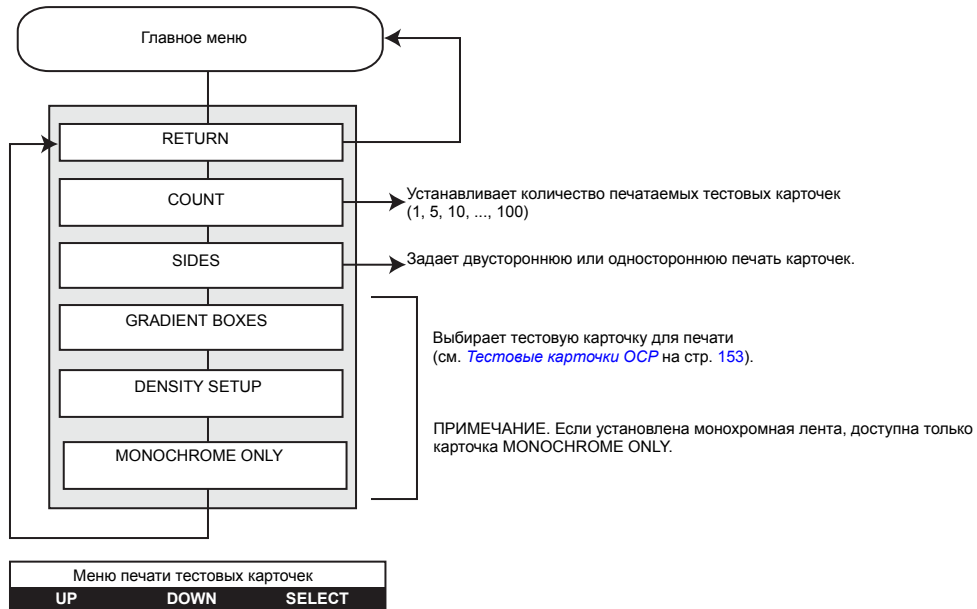 Главное меню
RETURN
COUNT
Устанавливает количество печатаемых тестовых карточек
(1, 5, 10, ..., 100)
SIDES
Задает двустороннюю или одностороннюю печать карточек.
GRADIENT BOXES
DENSITY SETUP
MONOCHROME ONLY
Выбирает тестовую карточку для печати
(см. Тестовые карточки OCP на стр. 153).
ПРИМЕЧАНИЕ. Если установлена монохромная лента, доступна только
карточка MONOCHROME ONLY.
Меню печати тестовых карточек
UP DOWN SELECT